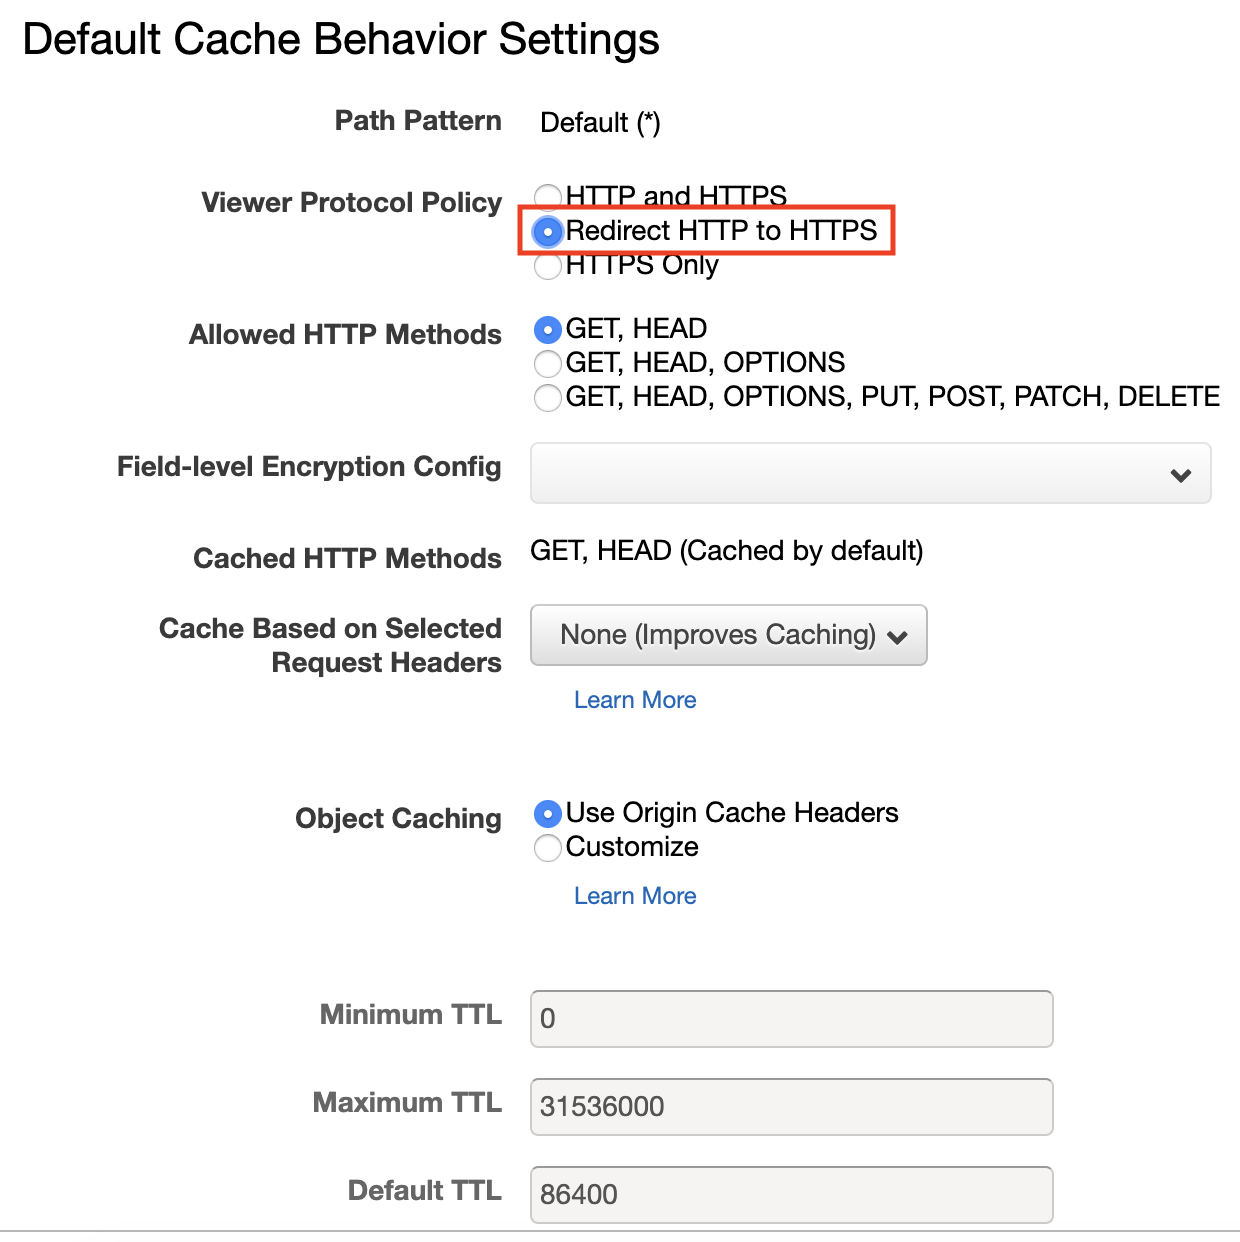 Default Cache Behavior Settings
Path Pattern Default (*)
Viewer Protocol Policy HTTP and HTTPS
Redirect HTTP to HTTPS
HTTPS Only
Allowed HTTP Methods GET, HEAD
GET, HEAD, OPTIONS
GET, HEAD, OPTIONS, PUT, POST, PATCH, DELETE
Field-level Encryption Config
Cached HTTP Methods GET, HEAD (Cached by default)
Cache Based on Selected
Request Headers
None (Improves Caching)
Learn More
Object Caching Use Origin Cache Headers
Customize
Learn More
Minimum TTL 0
Maximum TTL 31536000
Default TTL 86400